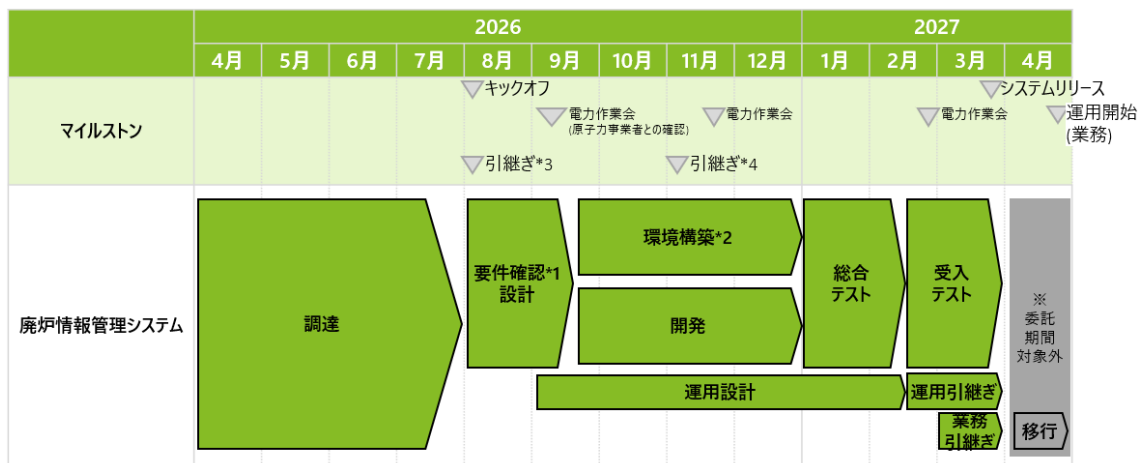 2026
2027
4月
5月
6月
7月
8月
9月
10月
11月
12月
1月
2月
3月
4月
マイルストン
キックオフ
システムリリース
電力作業会
(原子力事業者との確認)
電力作業会
電力作業会
運用開始
(業務)
引継ぎ*3
引継ぎ*4
廃炉情報管理システム
調達
要件確認*1
設計
環境構築*2
開発
総合
テスト
受入
テスト
※
委託
期間
対象外
運用設計
運用引継ぎ
業務
引継ぎ
移行